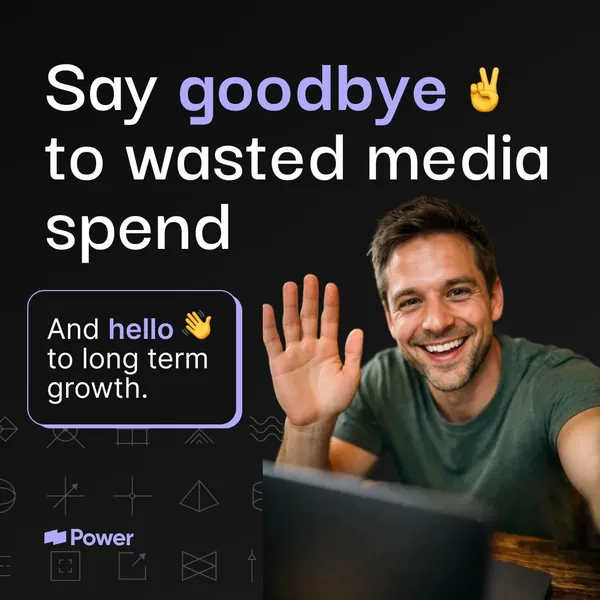 Say goodbye ✌️
to wasted media
spend
And hello 👋
to long term
growth.
Power